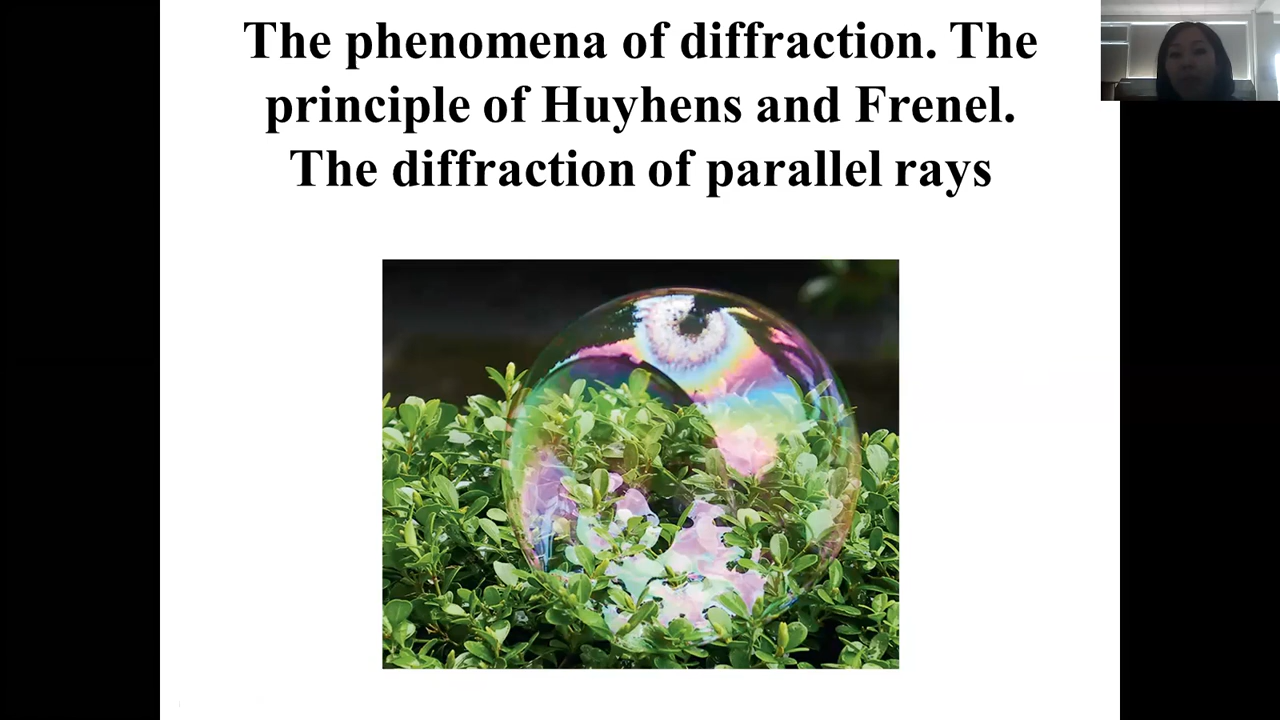 The phenomena of diffraction. The
principle of Huyhens and Frenel.
The diffraction of parallel rays